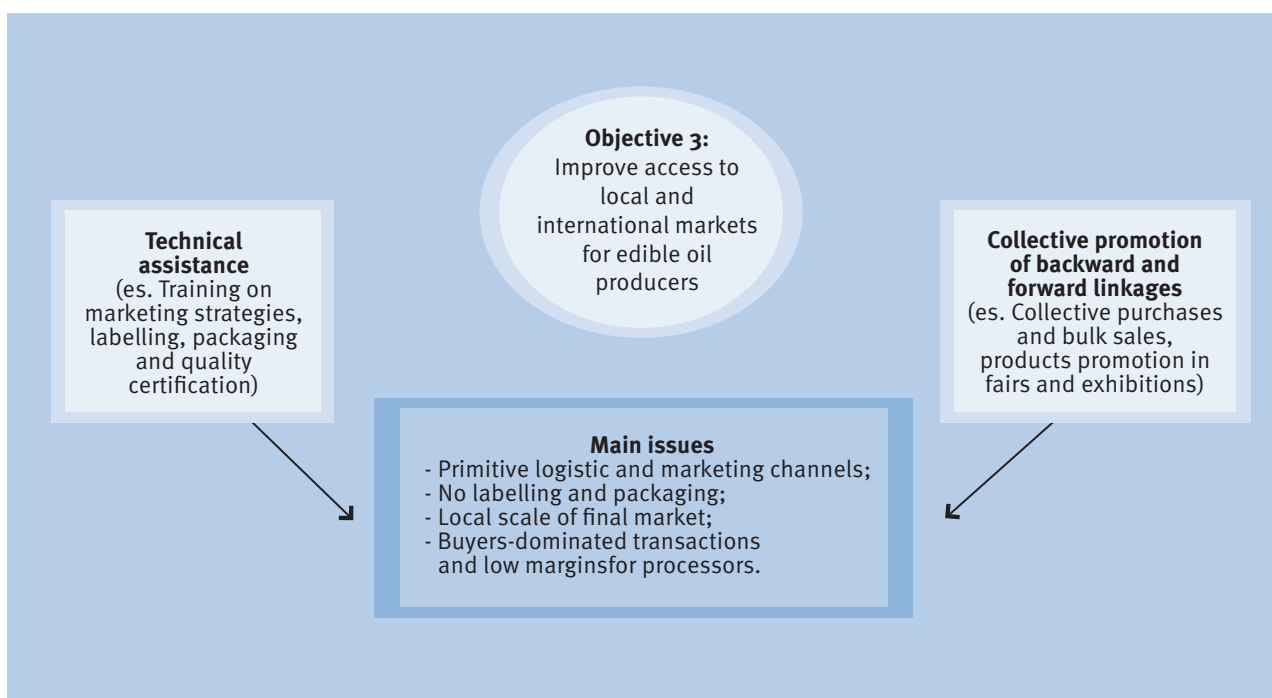 Objective 3:
Improve access to
local and
international markets
for edible oil
producers
Technical
assistance
(es. Training on
marketing strategies,
labelling, packaging
and quality
certification)
Collective promotion
of backward and
forward linkages
(es. Collective purchases
and bulk sales,
products promotion in
fairs and exhibitions)
Main issues
- Primitive logistic and marketing channels;
- No labelling and packaging;
- Local scale of final market;
- Buyers-dominated transactions
and low marginsfor processors.